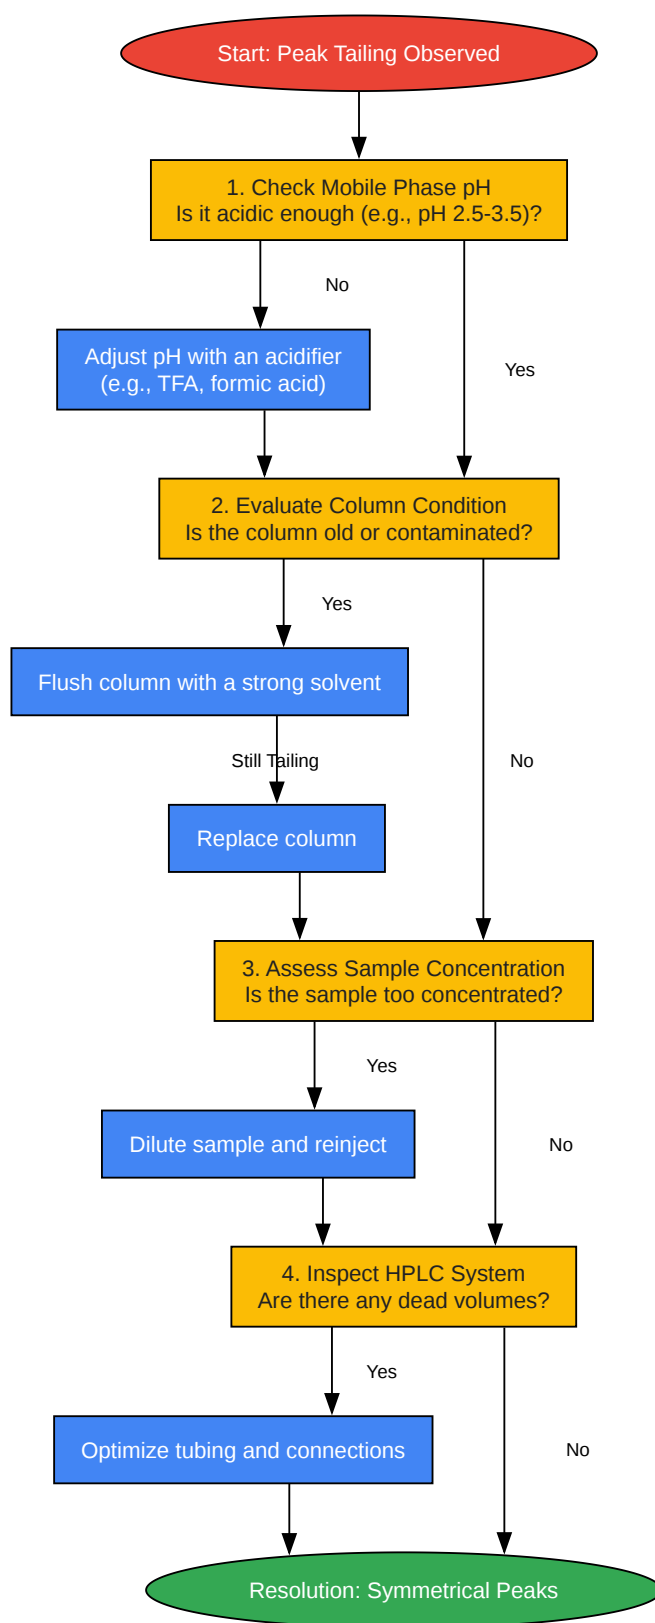 Start: Peak Tailing Observed
1. Check Mobile Phase pH
Is it acidic enough (e.g., pH 2.5-3.5)?
No
Adjust pH with an acidifier
(e.g., TFA, formic acid)
Yes
2. Evaluate Column Condition
Is the column old or contaminated?
Yes
Flush column with a strong solvent
Still Tailing
No
Replace column
3. Assess Sample Concentration
Is the sample too concentrated?
Yes
Dilute sample and reinject
No
4. Inspect HPLC System
Are there any dead volumes?
Yes
Optimize tubing and connections
No
Resolution: Symmetrical Peaks